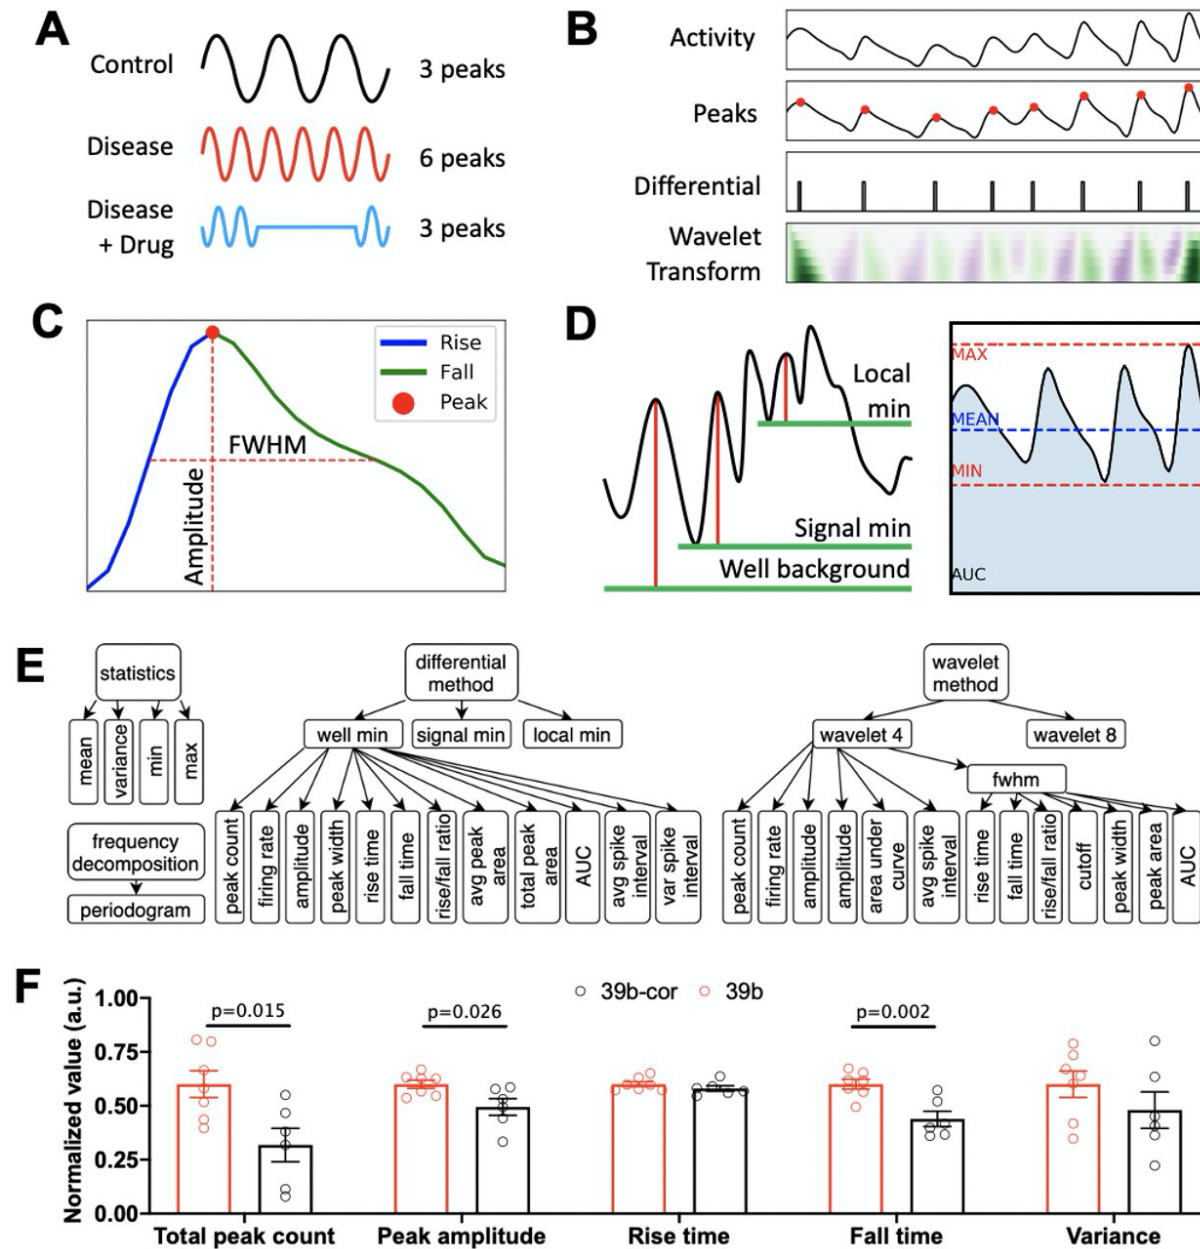 A
Control
3 peaks
Disease
6 peaks
Disease
+ Drug
3 peaks
B
Activity
Peaks
Differential
Wavelet
Transform
C
Rise
Fall
Peak
FWHM
Amplitude
D
Local
min
Signal min
Well background
MAX
MEAN
MIN
AUC
E
statistics
mean
variance
min
max
frequency
decomposition
periodogram
differential
method
well min
signal min
local min
peak count
firing rate
amplitude
peak width
rise time
fall time
rise/fall ratio
avg peak
area
total peak
area
AUC
avg spike
interval
var spike
interval
wavelet
method
wavelet 4
wavelet 8
fwhm
peak count
firing rate
amplitude
amplitude
area under
curve
avg spike
interval
rise time
fall time
rise/fall ratio
cutoff
peak width
peak area
AUC
F
39b-cor
39b
Normalized value (a.u.)
1.00
0.75
0.50
0.25
0.00
p=0.015
p=0.026
p=0.002
Total peak count
Peak amplitude
Rise time
Fall time
Variance